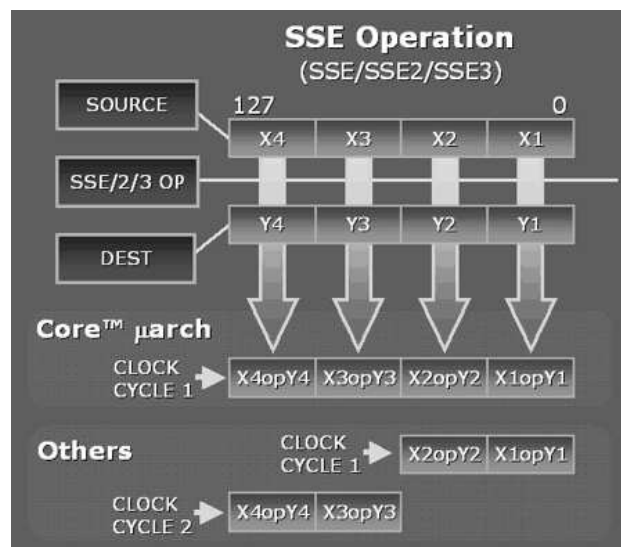 SSE Operation
(SSE/SSE2/SSE3)
SOURCE
127 0
X4 X3 X2 X1
SSE/2/3 OP
Y4 Y3 Y2 Y1
DEST
Core™ µarch
CLOCK
CYCLE 1
X4opY4 X3opY3 X2opY2 X1opY1
Others
CLOCK
CYCLE 1
X2opY2 X1opY1
CLOCK
CYCLE 2
X4opY4 X3opY3